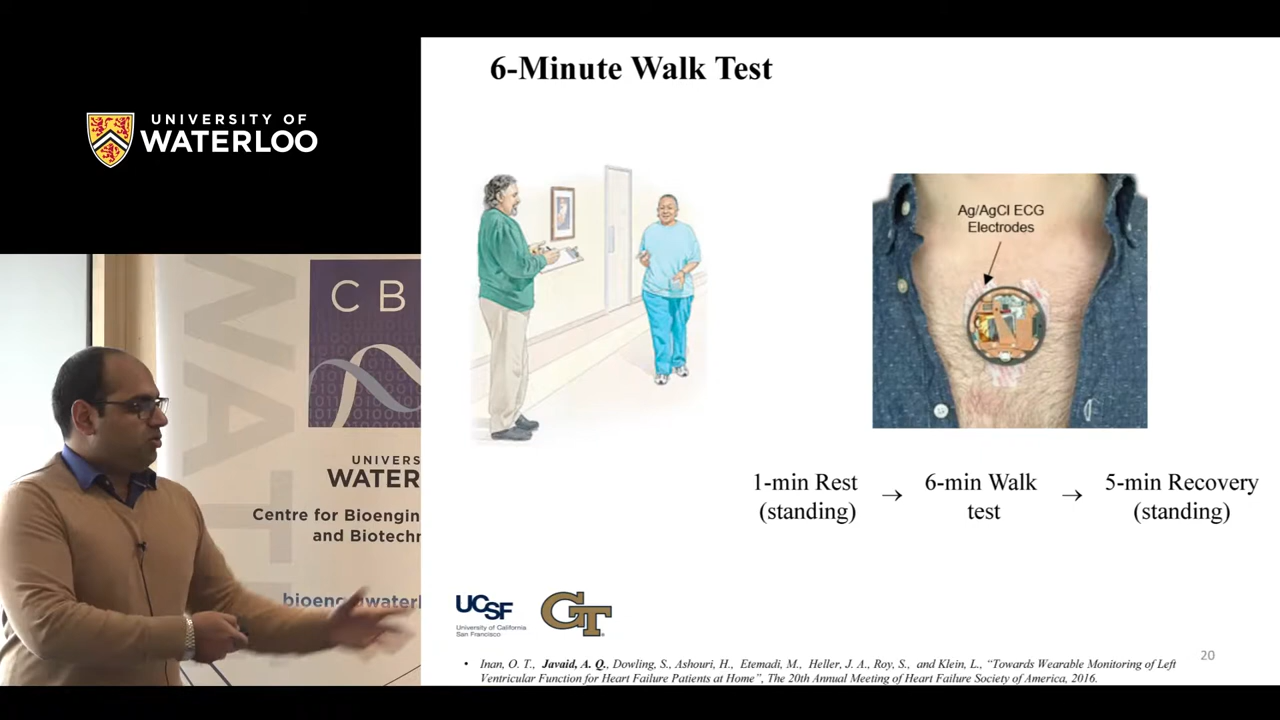 6-Minute Walk Test
UNIVERSITY OF
WATERLOO
Ag/AgCl ECG
Electrodes
CB
UNIVERS
WATER
Centre for Bioengin
and Biotechn
1-min Rest
(standing)
→
6-min Walk
test
→
5-min Recovery
(standing)
UCSF
University of California
San Francisco
GT
• Inan, O. T., Javaid, A. Q., Dowling, S., Ashouri, H., Etemadi, M., Heller, J. A., Roy, S., and Klein, L., “Towards Wearable Monitoring of Left
Ventricular Function for Heart Failure Patients at Home”, The 20th Annual Meeting of Heart Failure Society of America, 2016.
20